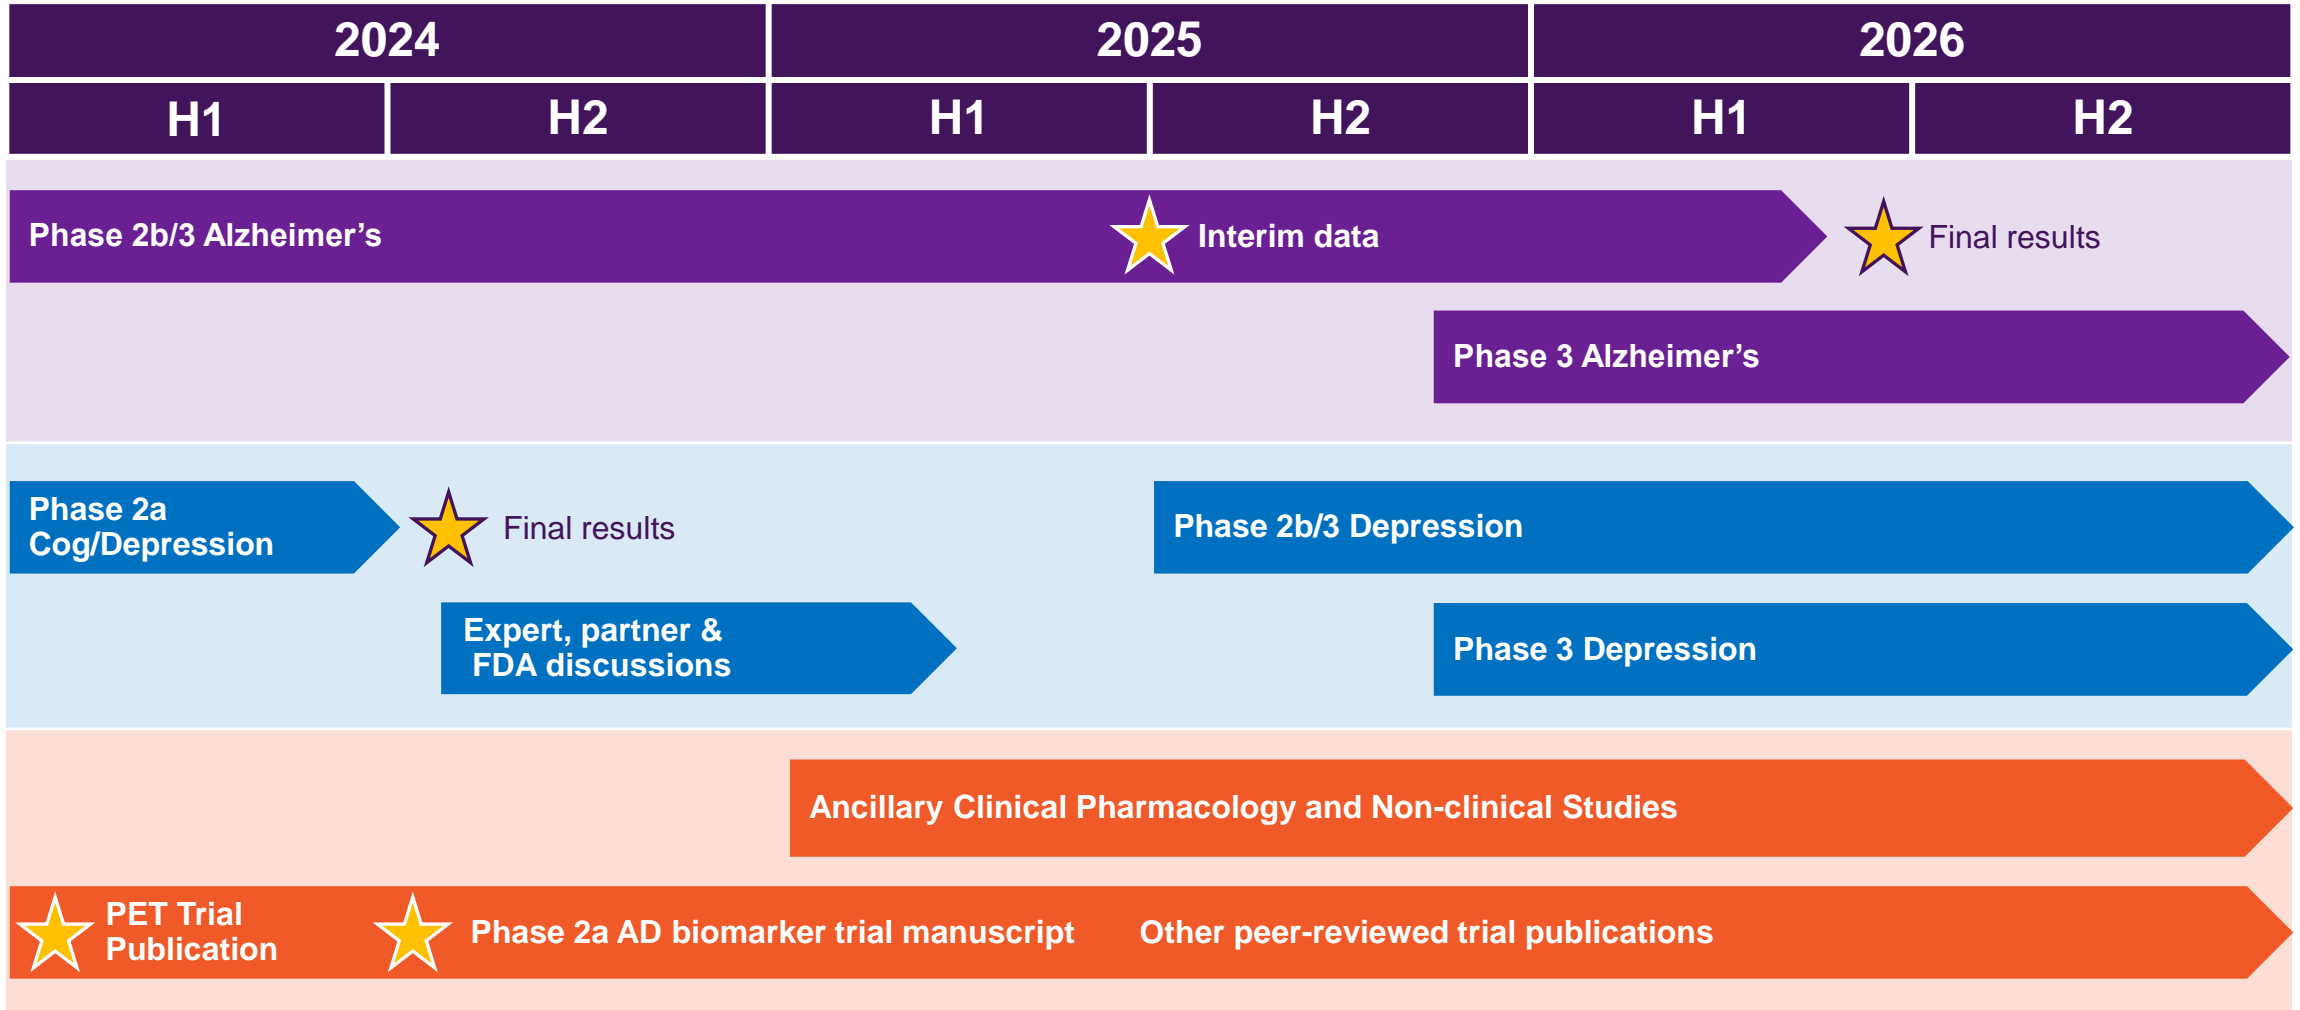 2024
2025
2026
H1
H2
H1
H2
H1
H2
Phase 2b/3 Alzheimer’s
Interim data
Final results
Phase 3 Alzheimer’s
Phase 2a
Cog/Depression
Final results
Phase 2b/3 Depression
Expert, partner &
FDA discussions
Phase 3 Depression
Ancillary Clinical Pharmacology and Non-clinical Studies
PET Trial
Publication
Phase 2a AD biomarker trial manuscript
Other peer-reviewed trial publications